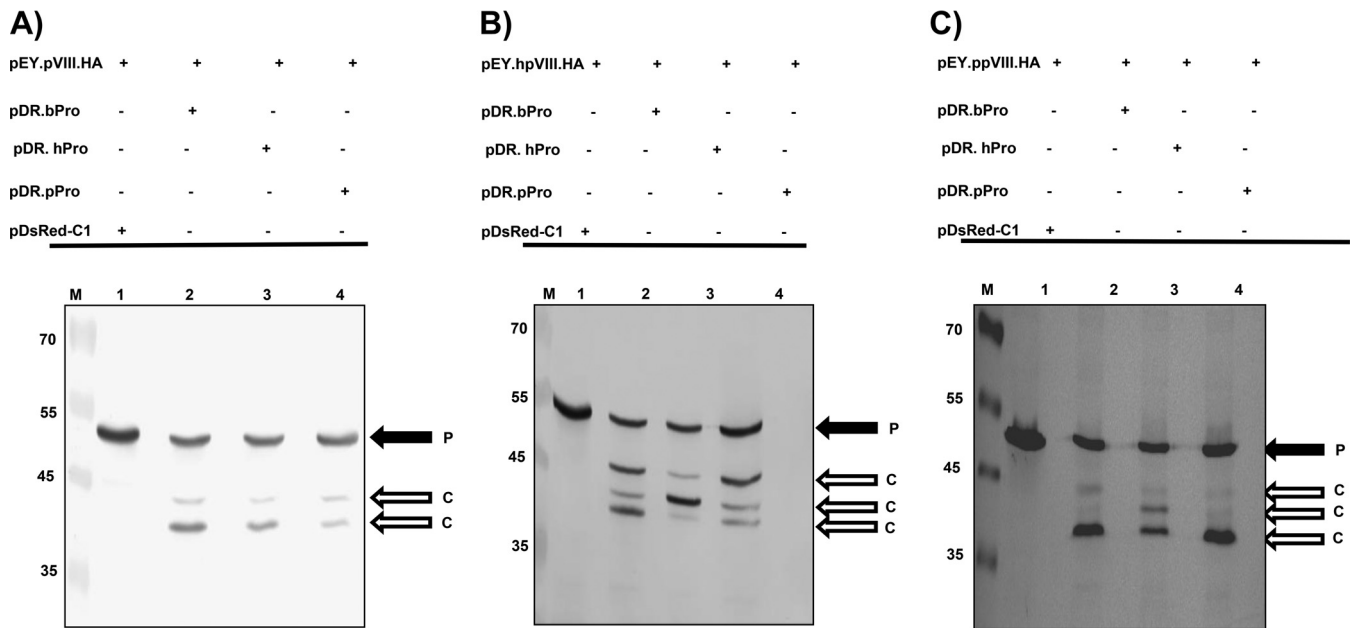 A)
pEY.pVIII.HA + + + +
pDR.bPro - + - -
pDR. hPro - - + -
pDR.pPro - - - +
pDsRed-C1 + - - -
M 1 2 3 4
70
55
P
45
C
C
35
B)
pEY.hpVIII.HA + + + +
pDR.bPro - + - -
pDR. hPro - - + -
pDR.pPro - - - +
pDsRed-C1 + - - -
M 1 2 3 4
70
55
P
45
C
C
C
35
C)
pEY.ppVIII.HA + + + +
pDR.bPro - + - -
pDR. hPro - - + -
pDR.pPro - - - +
pDsRed-C1 + - - -
M 1 2 3 4
70
55
P
45
C
C
C
35